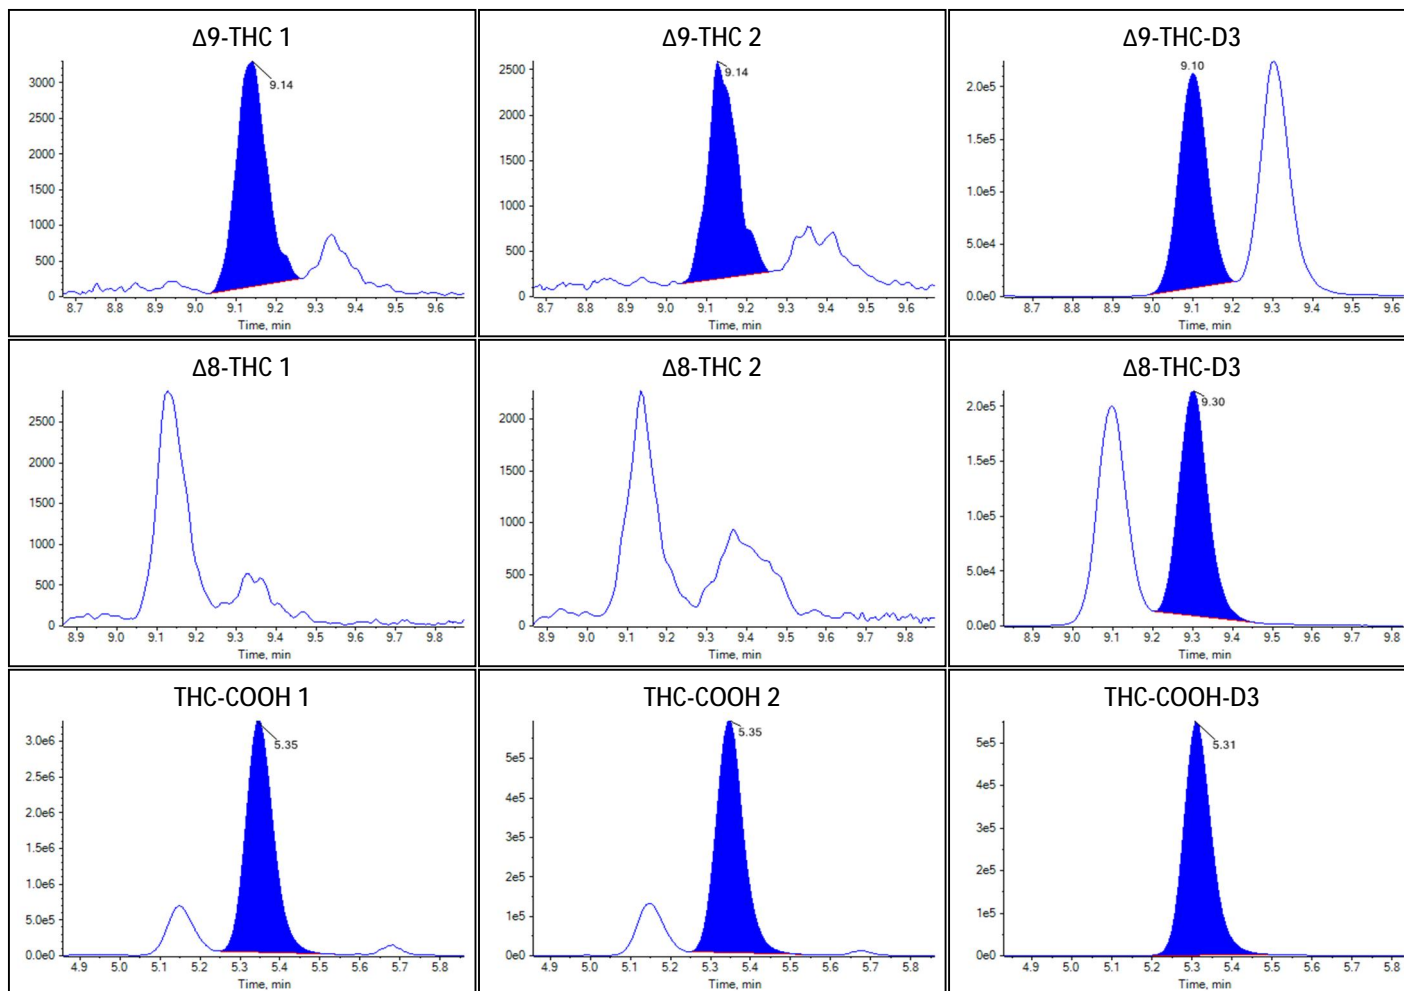 Δ9-THC 1
9.14
3000
2500
2000
1500
1000
500
0
8.7 8.8 8.9 9.0 9.1 9.2 9.3 9.4 9.5 9.6
Time, min
Δ9-THC 2
9.14
2500
2000
1500
1000
500
0
8.7 8.8 8.9 9.0 9.1 9.2 9.3 9.4 9.5 9.6
Time, min
Δ9-THC-D3
9.10
2.0e5
1.5e5
1.0e5
5.0e4
0.0e0
8.7 8.8 8.9 9.0 9.1 9.2 9.3 9.4 9.5 9.6
Time, min
Δ8-THC 1
2500
2000
1500
1000
500
0
8.9 9.0 9.1 9.2 9.3 9.4 9.5 9.6 9.7 9.8
Time, min
Δ8-THC 2
2000
1500
1000
500
0
8.9 9.0 9.1 9.2 9.3 9.4 9.5 9.6 9.7 9.8
Time, min
Δ8-THC-D3
9.30
2.0e5
1.5e5
1.0e5
5.0e4
0.0e0
8.9 9.0 9.1 9.2 9.3 9.4 9.5 9.6 9.7 9.8
Time, min
THC-COOH 1
5.35
3.0e6
2.5e6
2.0e6
1.5e6
1.0e6
5.0e5
0.0e0
4.9 5.0 5.1 5.2 5.3 5.4 5.5 5.6 5.7 5.8
Time, min
THC-COOH 2
5.35
5e5
4e5
3e5
2e5
1e5
0e0
4.9 5.0 5.1 5.2 5.3 5.4 5.5 5.6 5.7 5.8
Time, min
THC-COOH-D3
5.31
5e5
4e5
3e5
2e5
1e5
0e0
4.9 5.0 5.1 5.2 5.3 5.4 5.5 5.6 5.7 5.8
Time, min